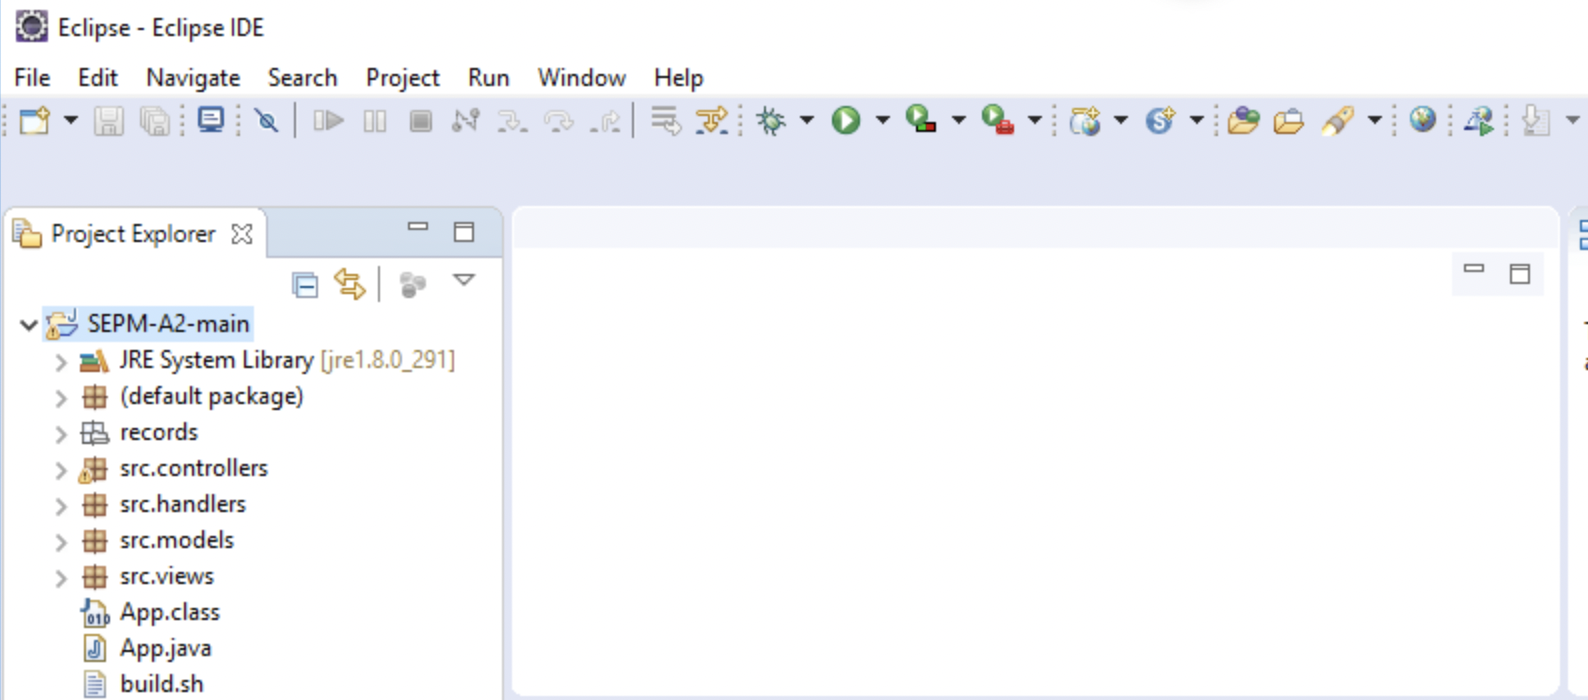 Eclipse - Eclipse IDE
File Edit Navigate Search Project Run Window Help
Project Explorer
SEPM-A2-main
JRE System Library [jre1.8.0_291]
(default package)
records
src.controllers
src.handlers
src.models
src.views
App.class
App.java
build.sh